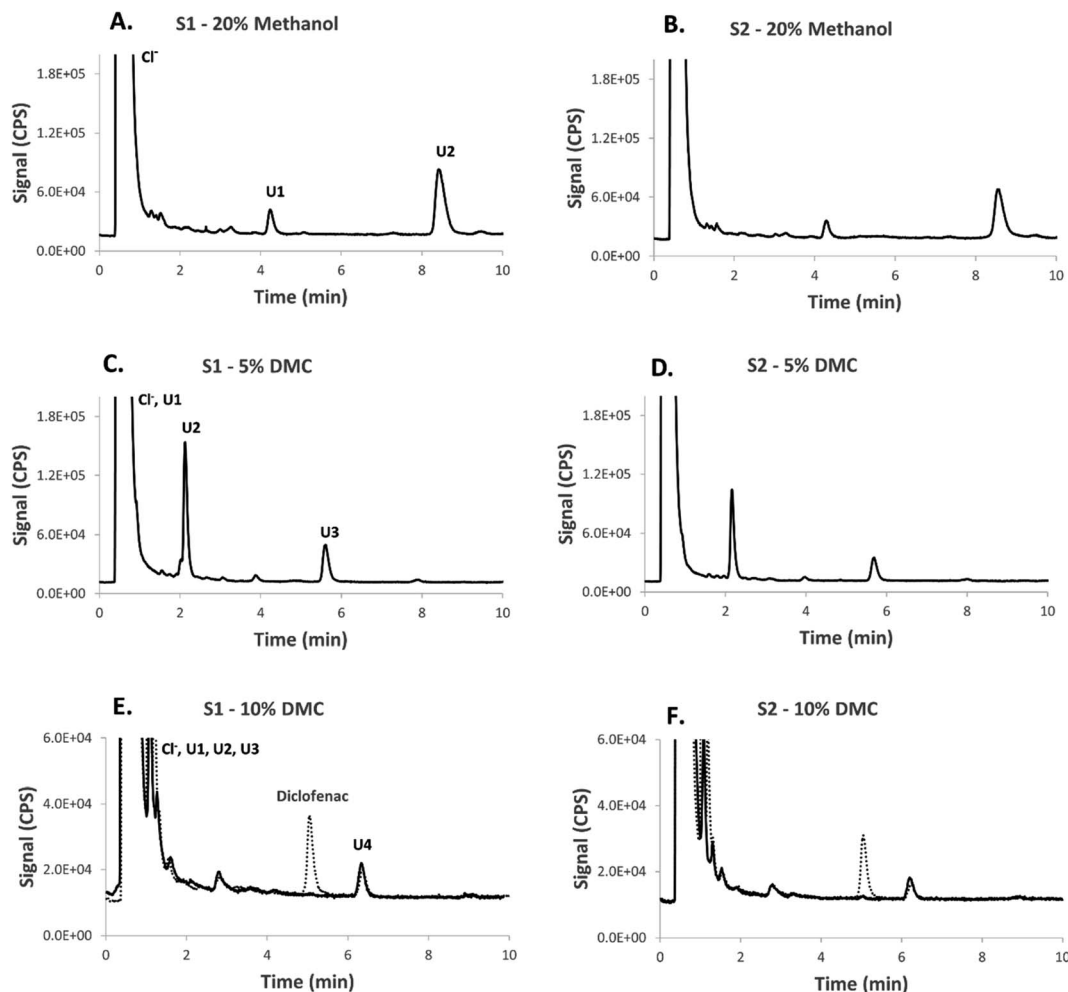 A.
S1 - 20% Methanol
Cl⁻
1.8E+05
1.2E+05
6.0E+04
0.0E+00
Signal (CPS)
U1
U2
0 2 4 6 8 10
Time (min)
B.
S2 - 20% Methanol
1.8E+05
1.2E+05
6.0E+04
0.0E+00
Signal (CPS)
0 2 4 6 8 10
Time (min)
C.
S1 - 5% DMC
Cl⁻, U1
1.8E+05
1.2E+05
6.0E+04
0.0E+00
Signal (CPS)
U2
U3
0 2 4 6 8 10
Time (min)
D.
S2 - 5% DMC
1.8E+05
1.2E+05
6.0E+04
0.0E+00
Signal (CPS)
0 2 4 6 8 10
Time (min)
E.
S1 - 10% DMC
6.0E+04
4.0E+04
2.0E+04
0.0E+00
Signal (CPS)
Cl⁻, U1, U2, U3
Diclofenac
U4
0 2 4 6 8 10
Time (min)
F.
S2 - 10% DMC
6.0E+04
4.0E+04
2.0E+04
0.0E+00
Signal (CPS)
0 2 4 6 8 10
Time (min)